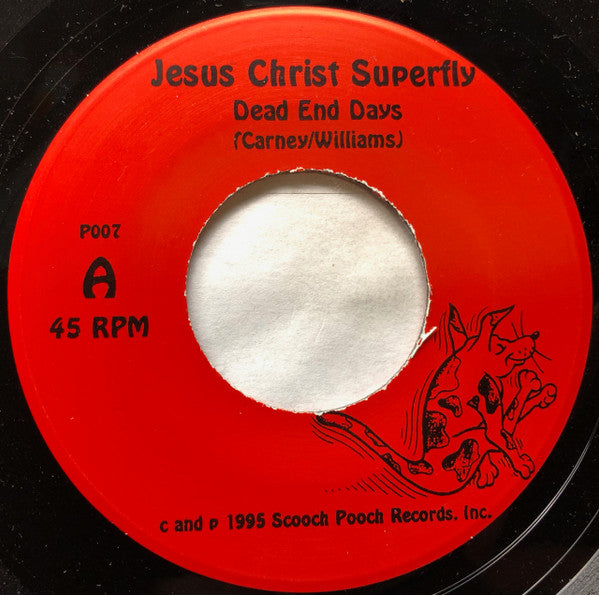 Jesus Christ Superfly
Dead End Days
(Carney/Williams)
P007
A
45 RPM
c and p 1995 Scooch Pooch Records, Inc.